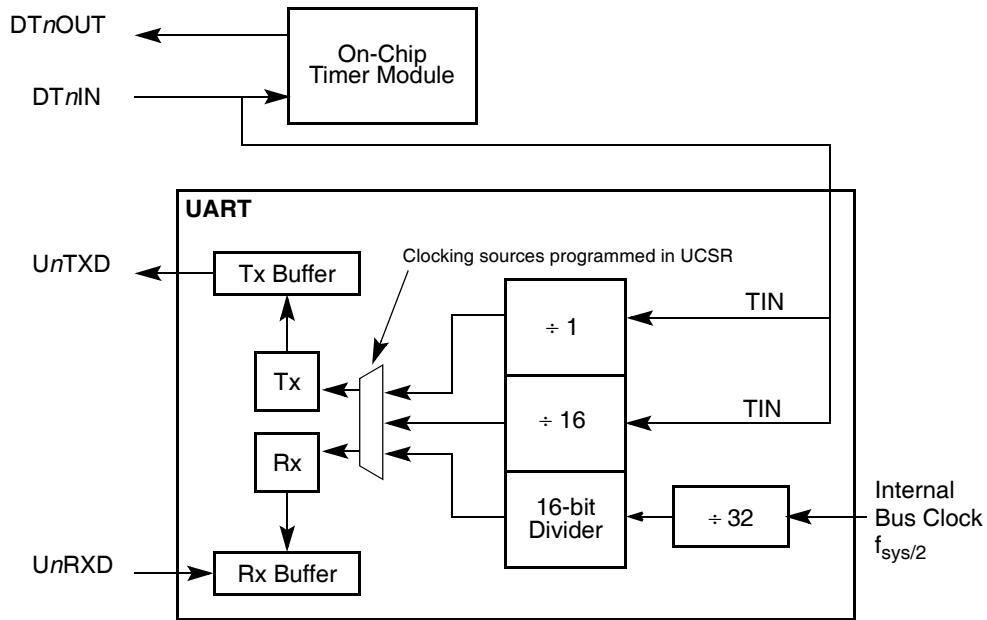 DTnOUT
On-Chip
Timer Module
DTnIN
UART
UnTXD
Clocking sources programmed in UCSR
Tx Buffer
÷ 1
TIN
Tx
÷ 16
TIN
Rx
16-bit
Divider
÷ 32
Internal
Bus Clock
fsys/2
UnRXD
Rx Buffer